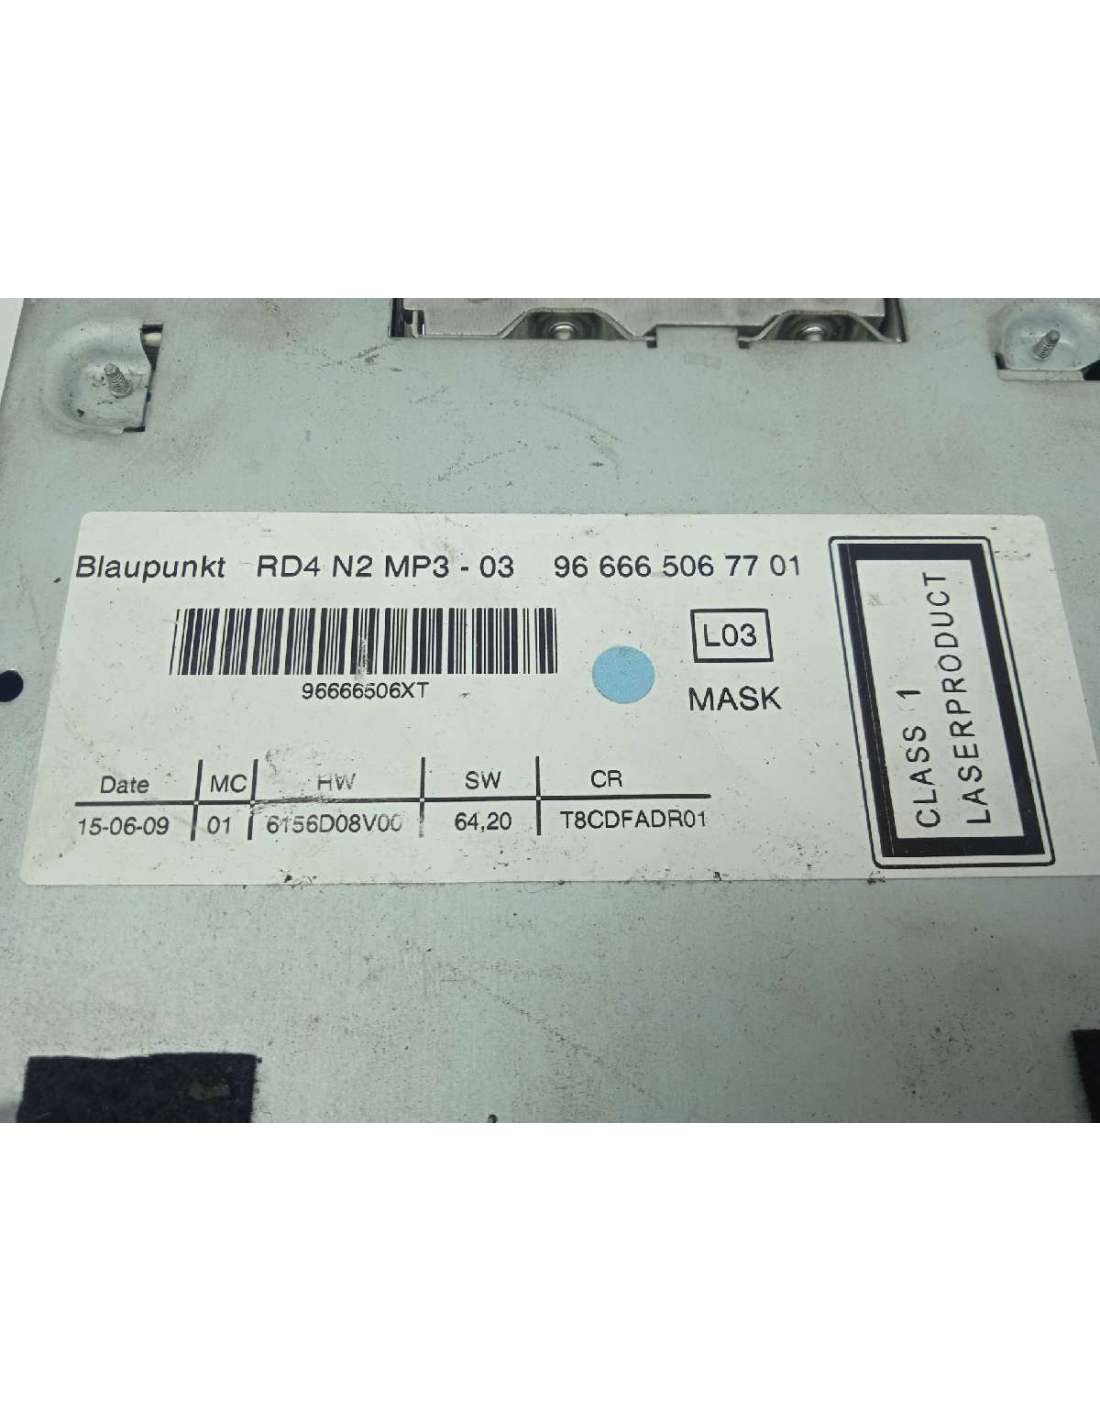 Blaupunkt RD4 N2 MP3 - 03 96 666 506 77 01
96666506XT
L03
MASK
Date MC HW SW CR
15-06-09 01 6156D08V00 64,20 T8CDFADR01
CLASS 1
LASERPRODUCT